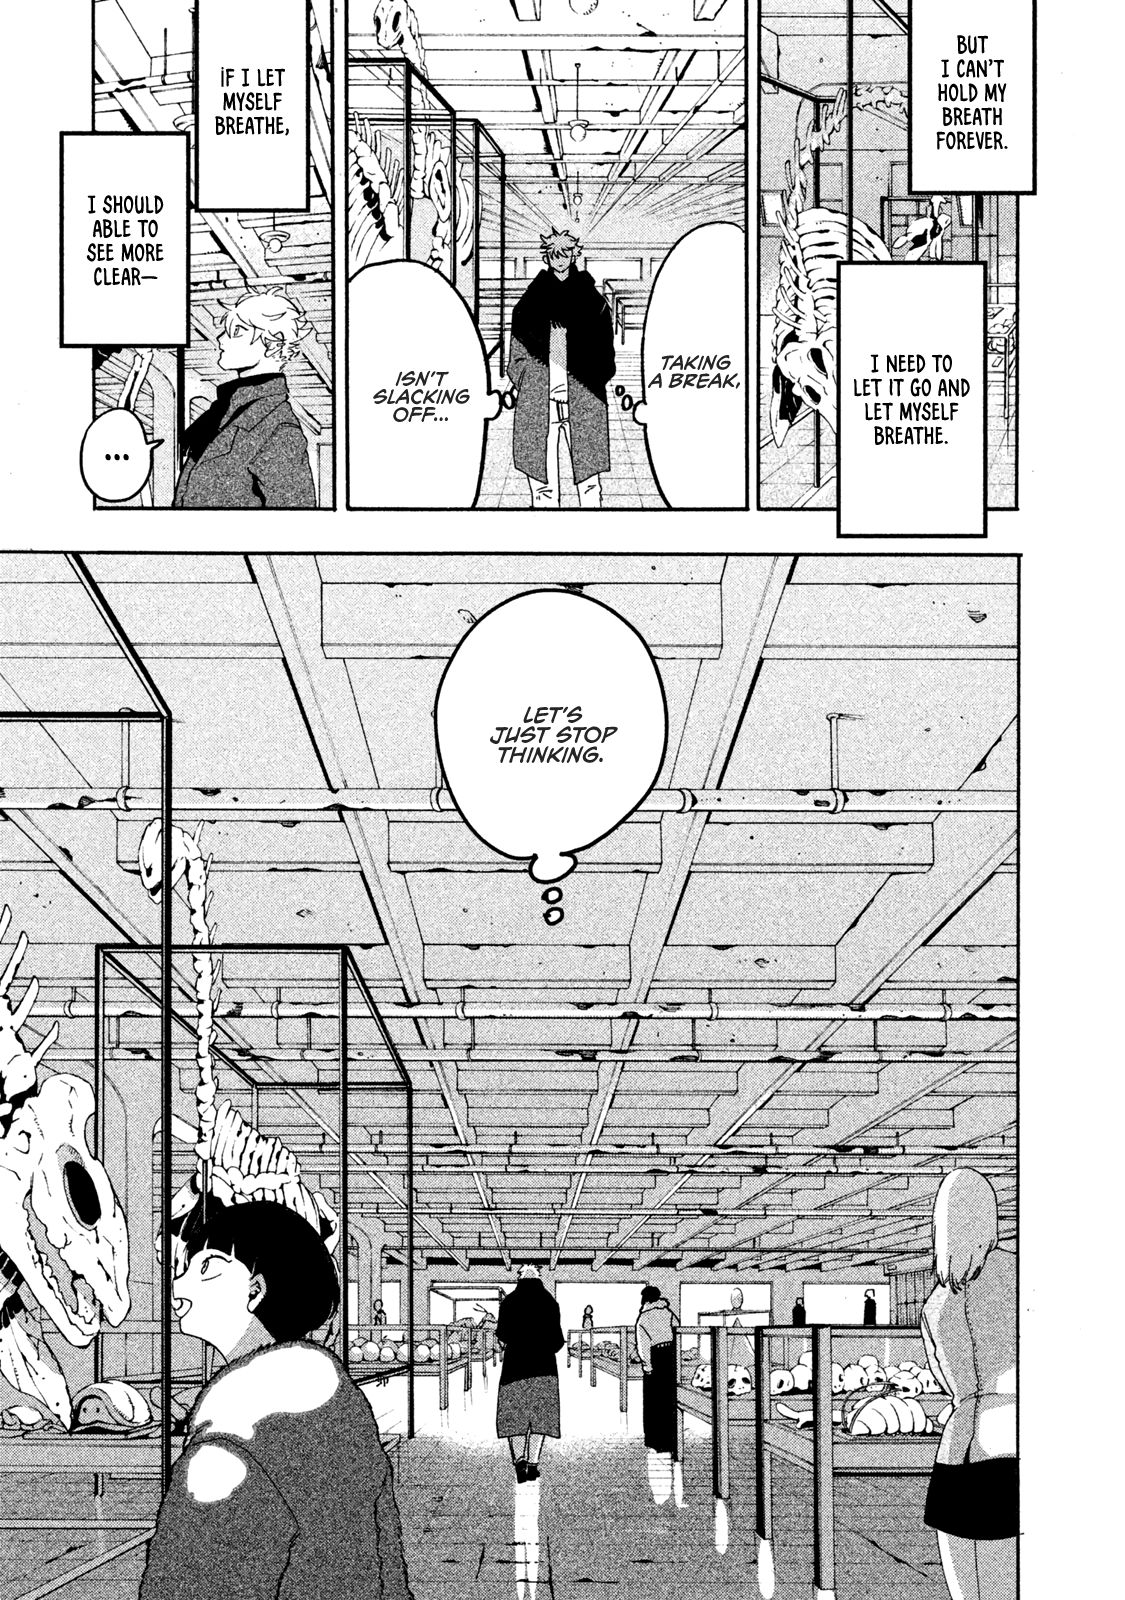 BUT
I CAN'T
HOLD MY
BREATH
FOREVER.
I NEED TO
LET IT GO AND
LET MYSELF
BREATHE.
TAKING
A BREAK,
ISN'T
SLACKING
OFF...
IF I LET
MYSELF
BREATHE,
I SHOULD
ABLE TO
SEE MORE
CLEAR—
...
LET'S
JUST STOP
THINKING.